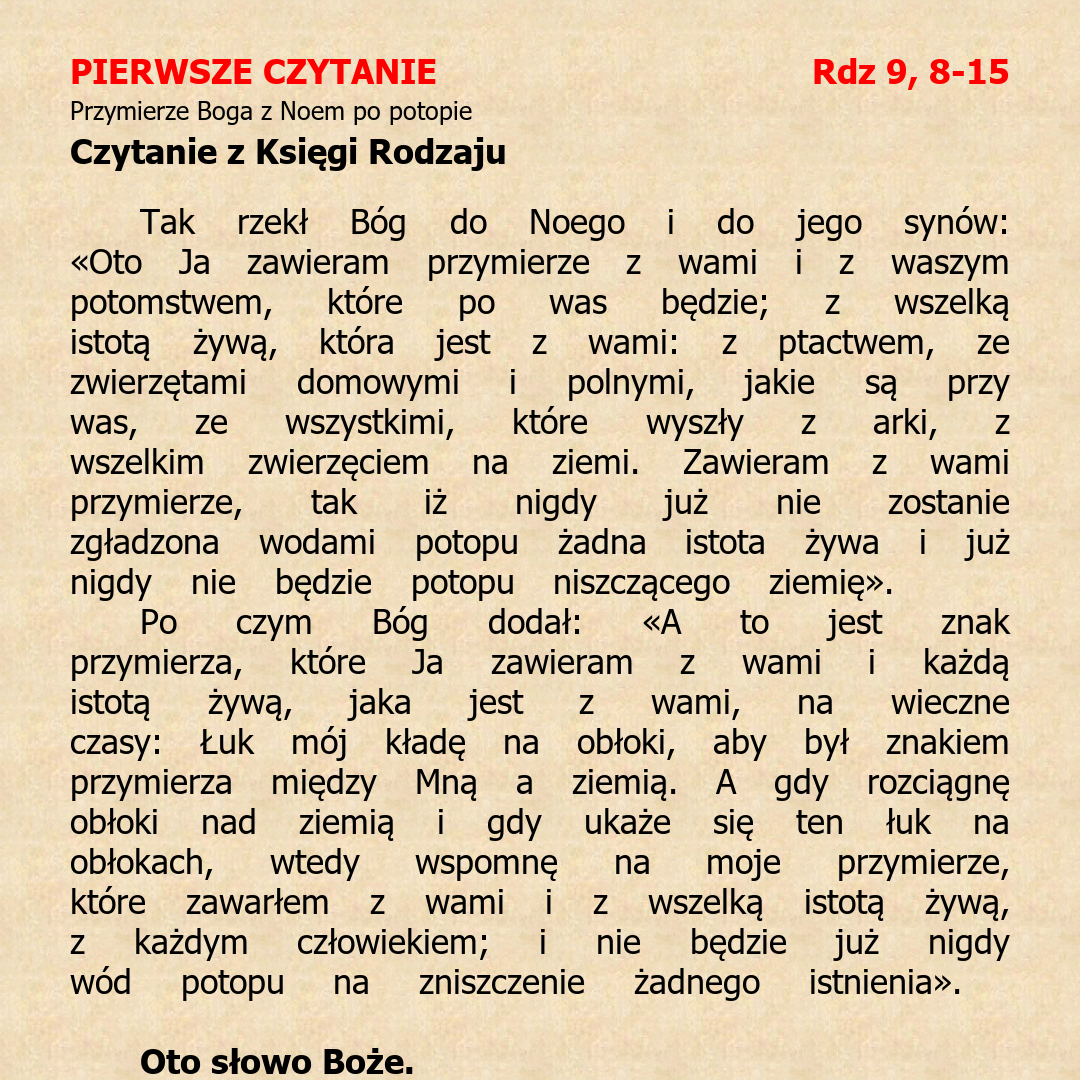 PIERWSZE CZYTANIE Rdz 9, 8-15
Przymierze Boga z Noem po potopie
Czytanie z Księgi Rodzaju
Tak rzekł Bóg do Noego i do jego synów:
«Oto Ja zawieram przymierze z wami i z waszym
potomstwem, które po was będzie; z wszelką
istotą żywą, która jest z wami: z ptactwem, ze
zwierzętami domowymi i polnymi, jakie są przy
was, ze wszystkimi, które wyszły z arki, z
wszelkim zwierzęciem na ziemi. Zawieram z wami
przymierze, tak iż nigdy już nie zostanie
zgładzona wodami potopu żadna istota żywa i już
nigdy nie będzie potopu niszczącego ziemię».
Po czym Bóg dodał: «A to jest znak
przymierza, które Ja zawieram z wami i każdą
istotą żywą, jaka jest z wami, na wieczne
czasy: Łuk mój kładę na obłoki, aby był znakiem
przymierza między Mną a ziemią. A gdy rozciągnę
obłoki nad ziemią i gdy ukaże się ten łuk na
obłokach, wtedy wspomnę na moje przymierze,
które zawarłem z wami i z wszelką istotą żywą,
z każdym człowiekiem; i nie będzie już nigdy
wód potopu na zniszczenie żadnego istnienia».
Oto słowo Boże.